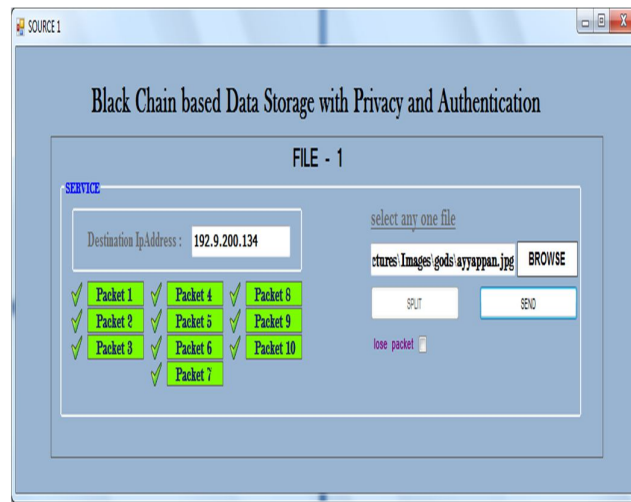 SOURCE 1
Black Chain based Data Storage with Privacy and Authentication
FILE - 1
SERVICE
Destination IpAddress : 192.9.200.134
select any one file
ctures\Images\gods\ayyappan.jpg BROWSE
SPLIT SEND
lose packet
Packet 1 Packet 4 Packet 8
Packet 2 Packet 5 Packet 9
Packet 3 Packet 6 Packet 10
Packet 7